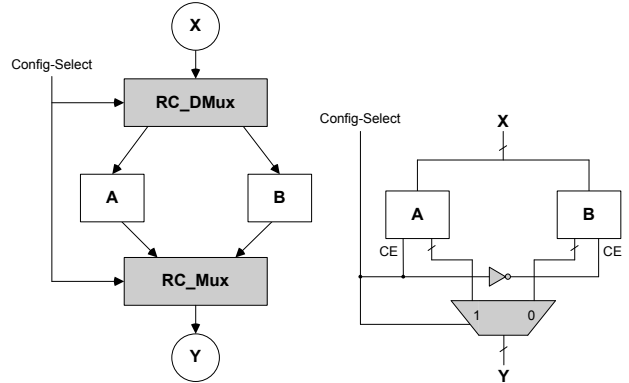 X
Config-Select
RC_DMux
A
B
RC_Mux
Y
Config-Select
X
A
B
CE
CE
1
0
Y